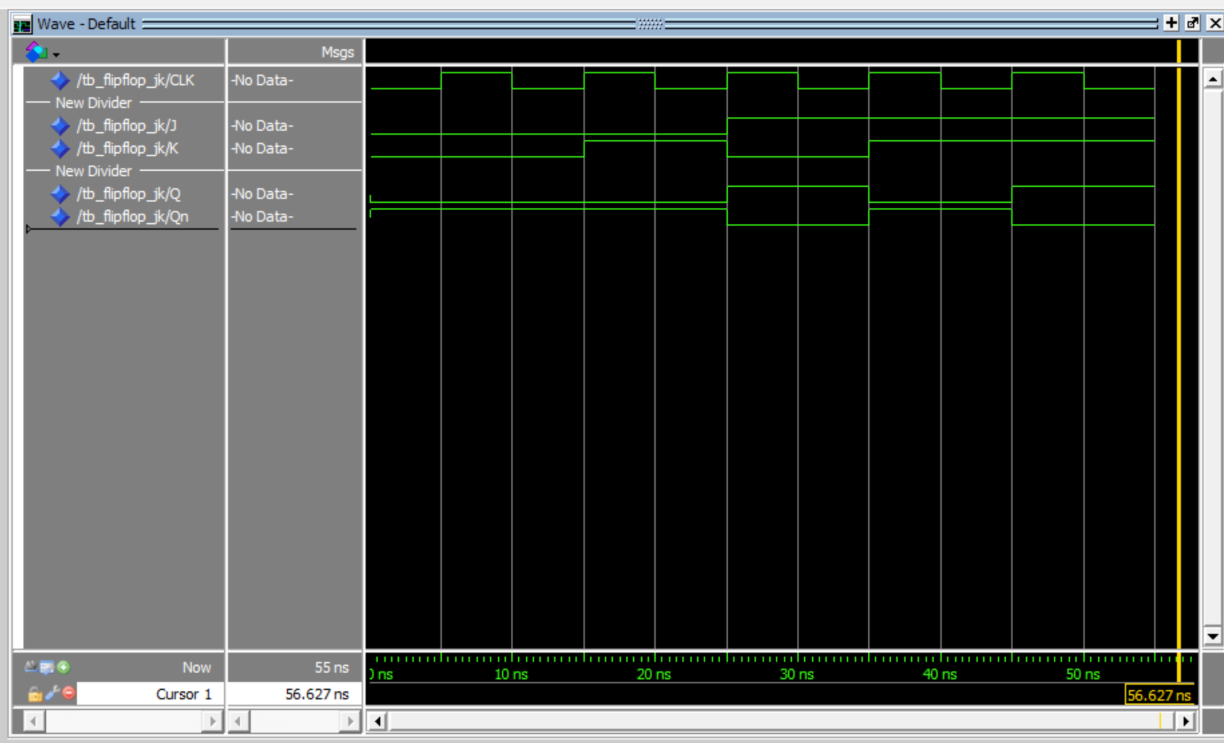 Wave - Default
Msgs
/tb_flipflop_jk/CLK -No Data-
New Divider
/tb_flipflop_jk/J -No Data-
/tb_flipflop_jk/K -No Data-
New Divider
/tb_flipflop_jk/Q -No Data-
/tb_flipflop_jk/Qn -No Data-
Now 55 ns
ns 10 ns 20 ns 30 ns 40 ns 50 ns
Cursor 1 56.627 ns 56.627 ns